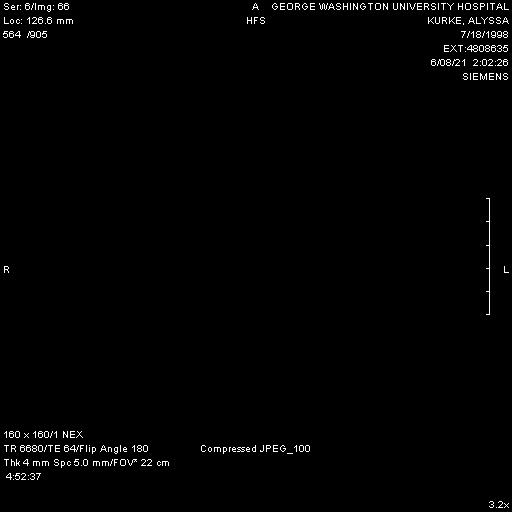 Ser: 6/Img: 66
Loc: 126.6 mm
564 /905
A
HFS
GEORGE WASHINGTON UNIVERSITY HOSPITAL
KURKE, ALYSSA
7/18/1998
EXT:4808635
6/08/21 2:02:26
SIEMENS
R
L
160 x 160/1 NEX
TR 6680/TE 64/Flip Angle 180
Thk 4 mm Spc 5.0 mm/FOV* 22 cm
4:52:37
Compressed JPEG_100
3.2x